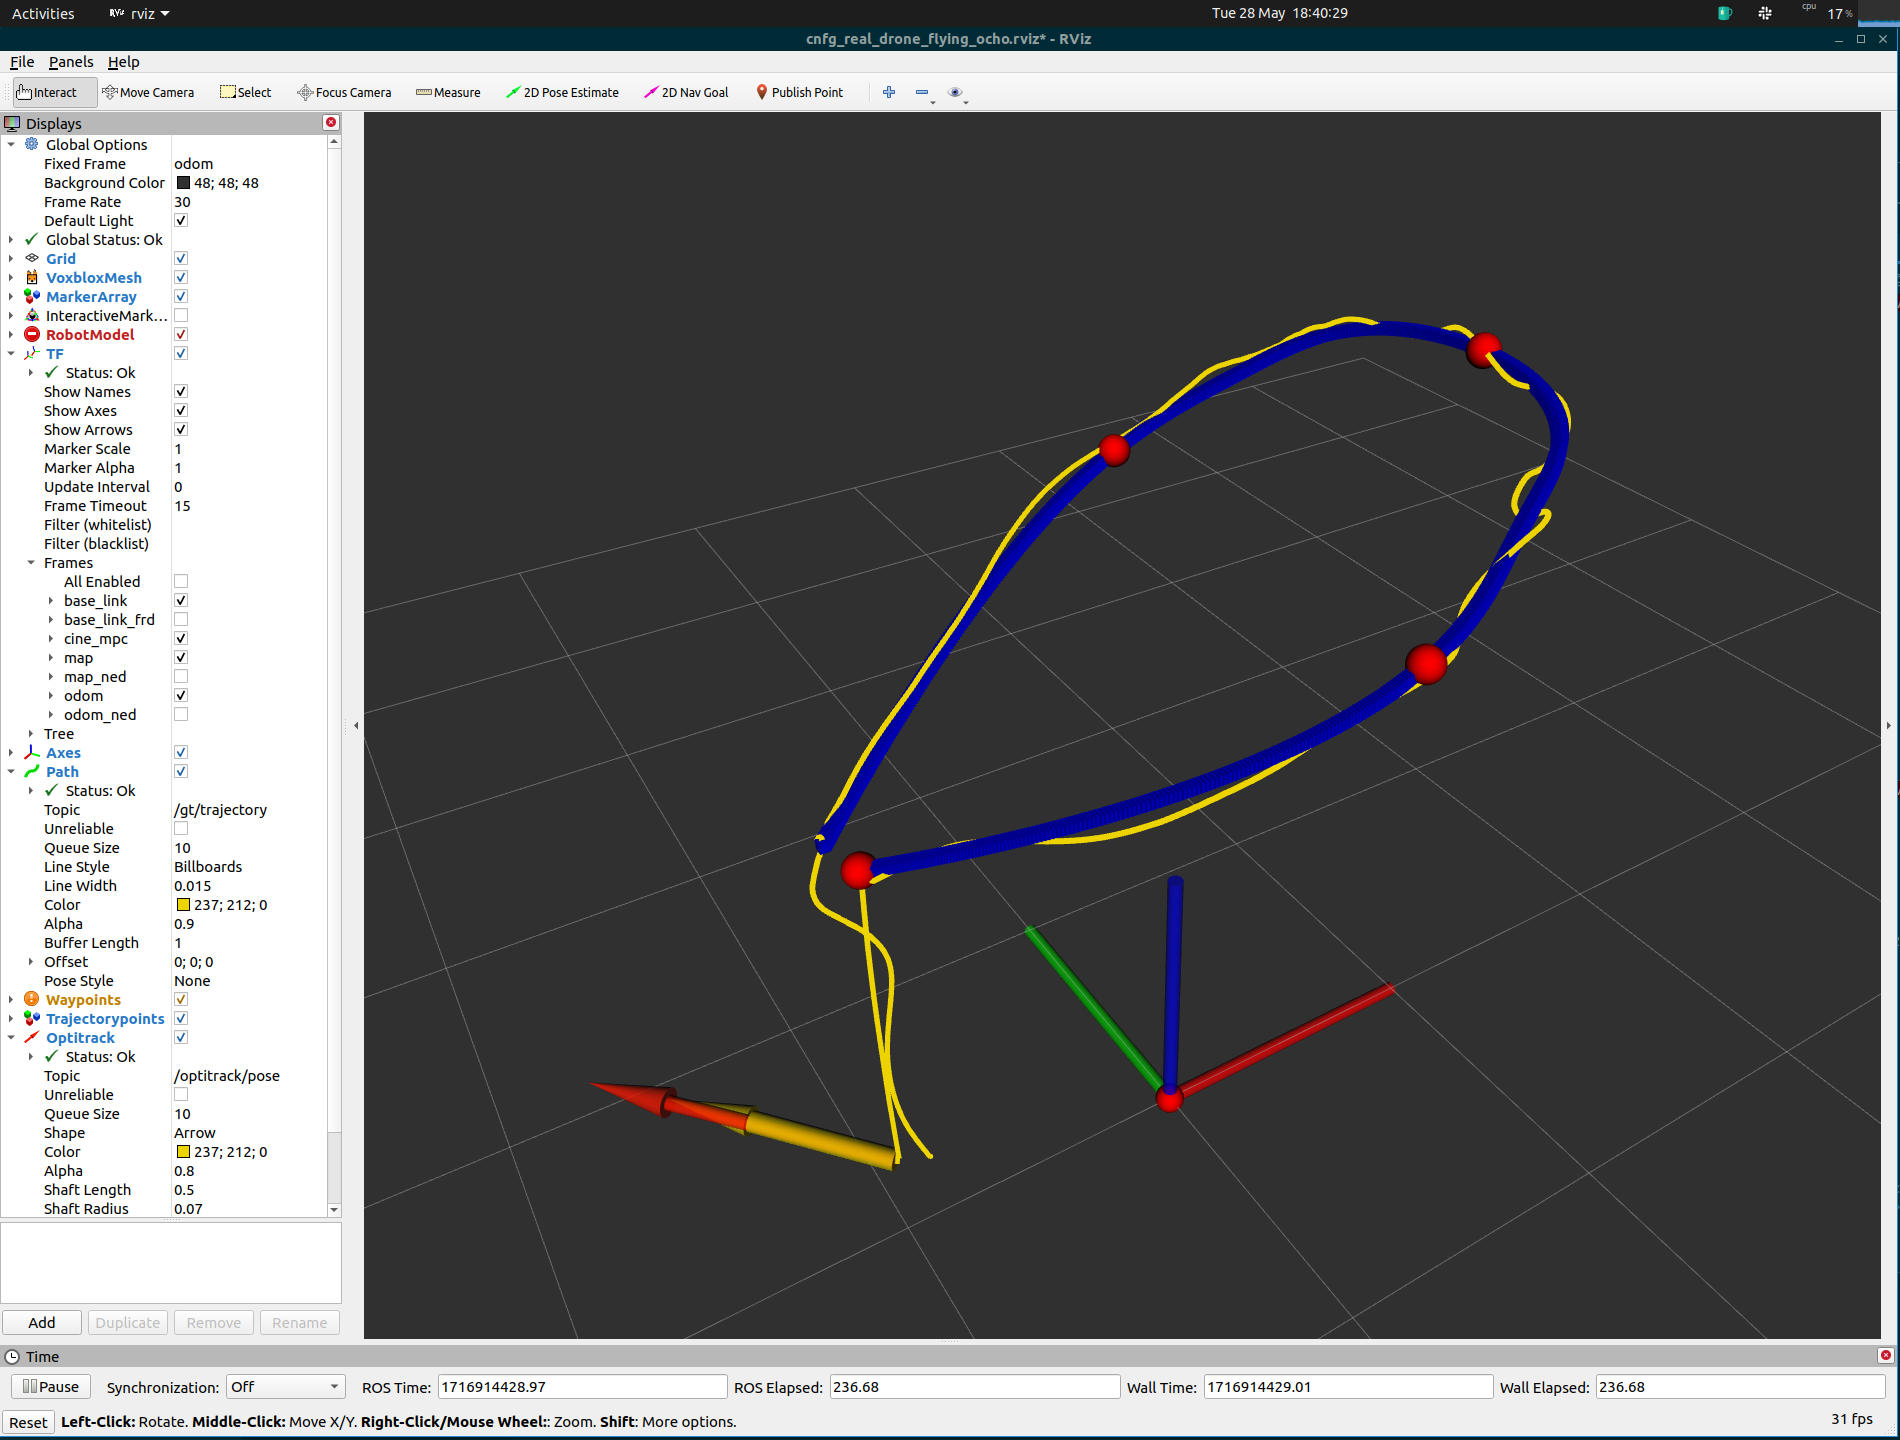 Activities
RViz rviz
Tue 28 May 18:40:29
cpu
17 %
cnfg_real_drone_flying_ocho.rviz* - RViz
File Panels Help
Interact Move Camera Select Focus Camera Measure 2D Pose Estimate 2D Nav Goal Publish Point
Displays
Global Options
Fixed Frame odom
Background Color 48; 48; 48
Frame Rate 30
Default Light
Global Status: Ok
Grid
VoxbloxMesh
MarkerArray
InteractiveMark...
RobotModel
TF
Status: Ok
Show Names
Show Axes
Show Arrows
Marker Scale 1
Marker Alpha 1
Update Interval 0
Frame Timeout 15
Filter (whitelist)
Filter (blacklist)
Frames
All Enabled
base_link
base_link_frd
cine_mpc
map
map_ned
odom
odom_ned
Tree
Axes
Path
Status: Ok
Topic /gt/trajectory
Unreliable
Queue Size 10
Line Style Billboards
Line Width 0.015
Color 237; 212; 0
Alpha 0.9
Buffer Length 1
Offset 0; 0; 0
Pose Style None
Waypoints
Trajectorypoints
Optitrack
Status: Ok
Topic /optitrack/pose
Unreliable
Queue Size 10
Shape Arrow
Color 237; 212; 0
Alpha 0.8
Shaft Length 0.5
Shaft Radius 0.07
Add Duplicate Remove Rename
Time
Pause Synchronization: Off ROS Time: 1716914428.97 ROS Elapsed: 236.68 Wall Time: 1716914429.01 Wall Elapsed: 236.68
Reset Left-Click: Rotate. Middle-Click: Move X/Y. Right-Click/Mouse Wheel:: Zoom. Shift: More options. 31 fps